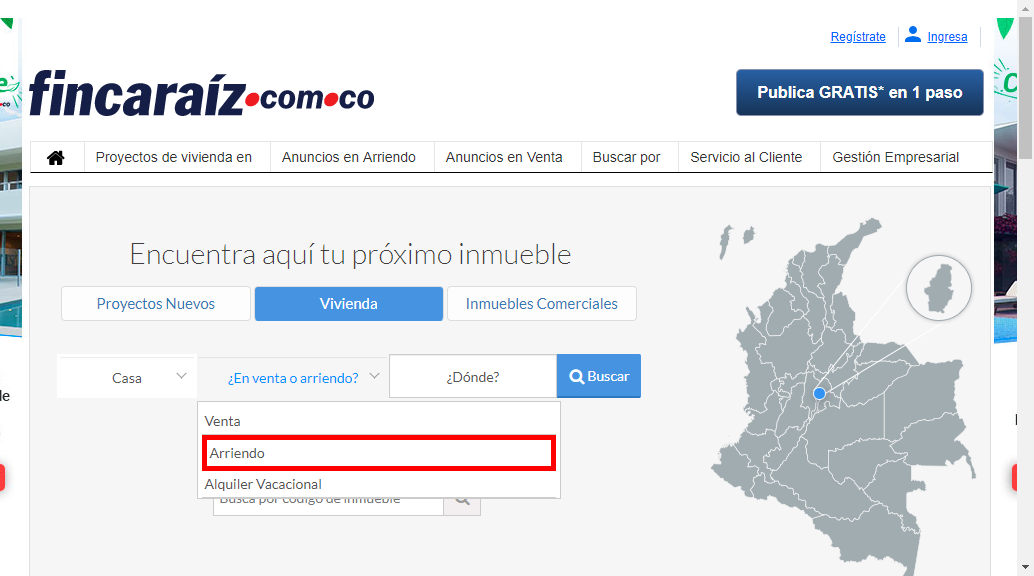 Regístrate
Ingresa
fincaraíz.com.co
Publica GRATIS* en 1 paso
Proyectos de vivienda en
Anuncios en Arriendo
Anuncios en Venta
Buscar por
Servicio al Cliente
Gestión Empresarial
Encuentra aquí tu próximo inmueble
Proyectos Nuevos
Vivienda
Inmuebles Comerciales
Casa
¿En venta o arriendo?
¿Dónde?
Buscar
Venta
Arriendo
Alquiler Vacacional
Busca por código de inmueble